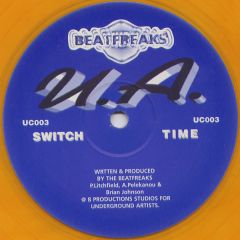 BEATFREAKS
U.A.
UC003
UC003
SWITCH
TIME
WRITTEN & PRODUCED
BY THE BEATFREAKS
P.Litchfield, A.Pelekanou &
Brian Johnson
@ B PRODUCTIONS STUDIOS FOR
UNDERGROUND ARTISTS.